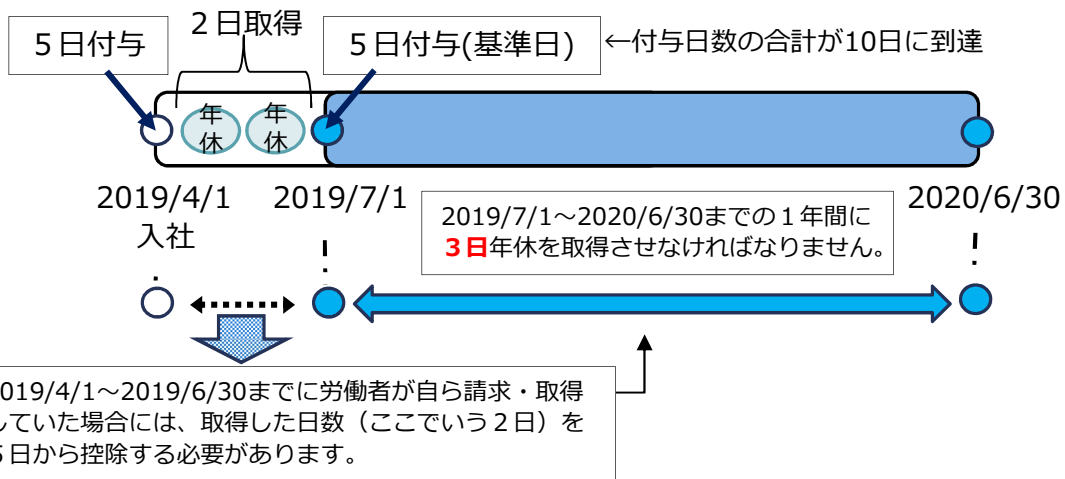 ２日取得
５日付与
５日付与(基準日)
←付与日数の合計が10日に到達
年休
年休
2019/4/1
入社
2019/7/1
2020/6/30
2019/7/1～2020/6/30までの１年間に
３日年休を取得させなければなりません。
019/4/1～2019/6/30までに労働者が自ら請求・取得
していた場合には、取得した日数（ここでいう２日）を
５日から控除する必要があります。